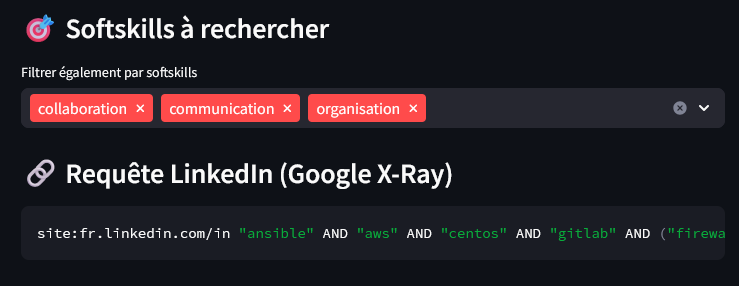 Softskills à rechercher
Filtrer également par softskills
collaboration × communication × organisation ×
Requête LinkedIn (Google X-Ray)
site:fr.linkedin.com/in "ansible" AND "aws" AND "centos" AND "gitlab" AND ("firewa